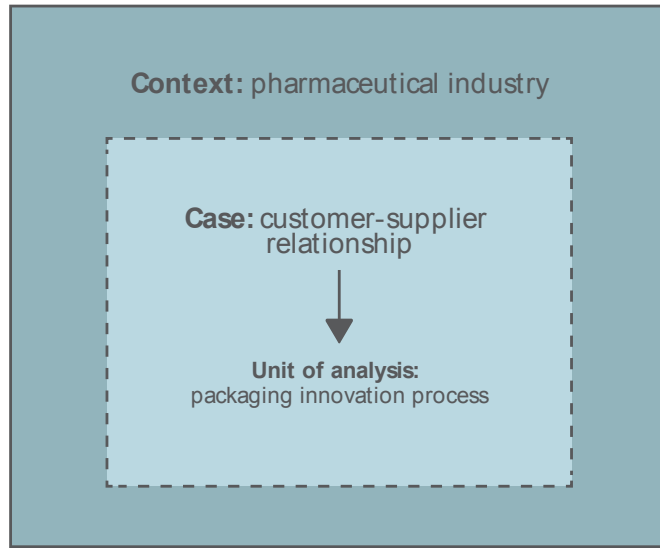 Context: pharmaceutical industry
Case: customer-supplier
relationship
Unit of analysis:
packaging innovation process